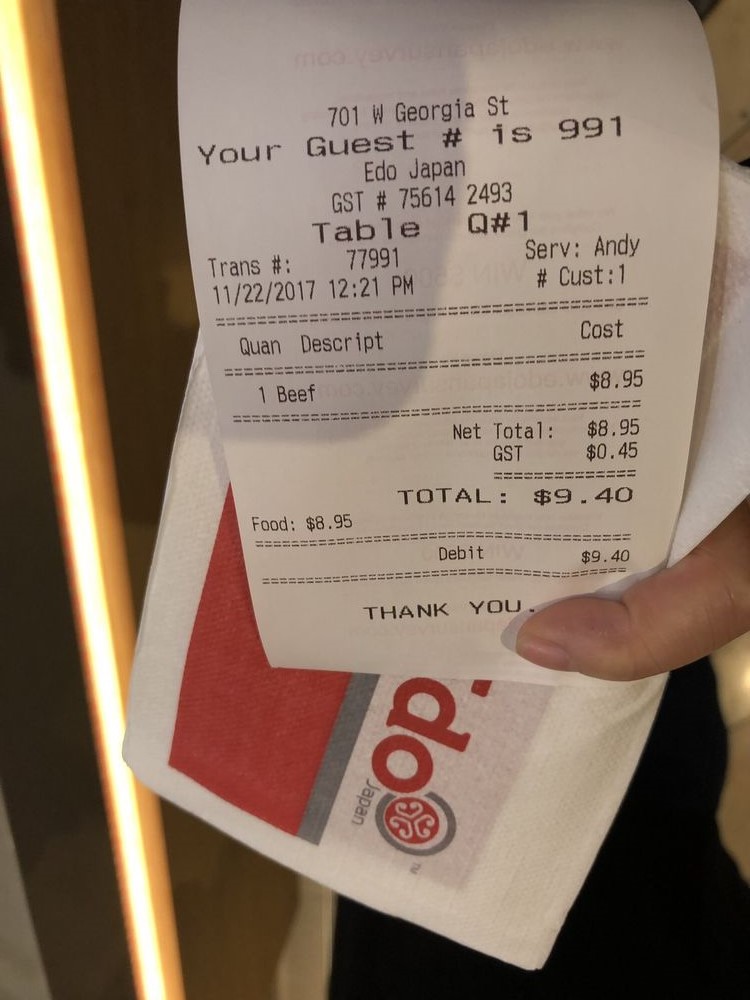 701 W Georgia St
Your Guest # is 991
Edo Japan
GST # 75614 2493
Table Q#1
Trans #: 77991 Serv: Andy
11/22/2017 12:21 PM # Cust:1
Quan Descript Cost
1 Beef $8.95
Net Total: $8.95
GST $0.45
TOTAL: $9.40
Food: $8.95
Debit $9.40
THANK YOU.
do
Japan
TM